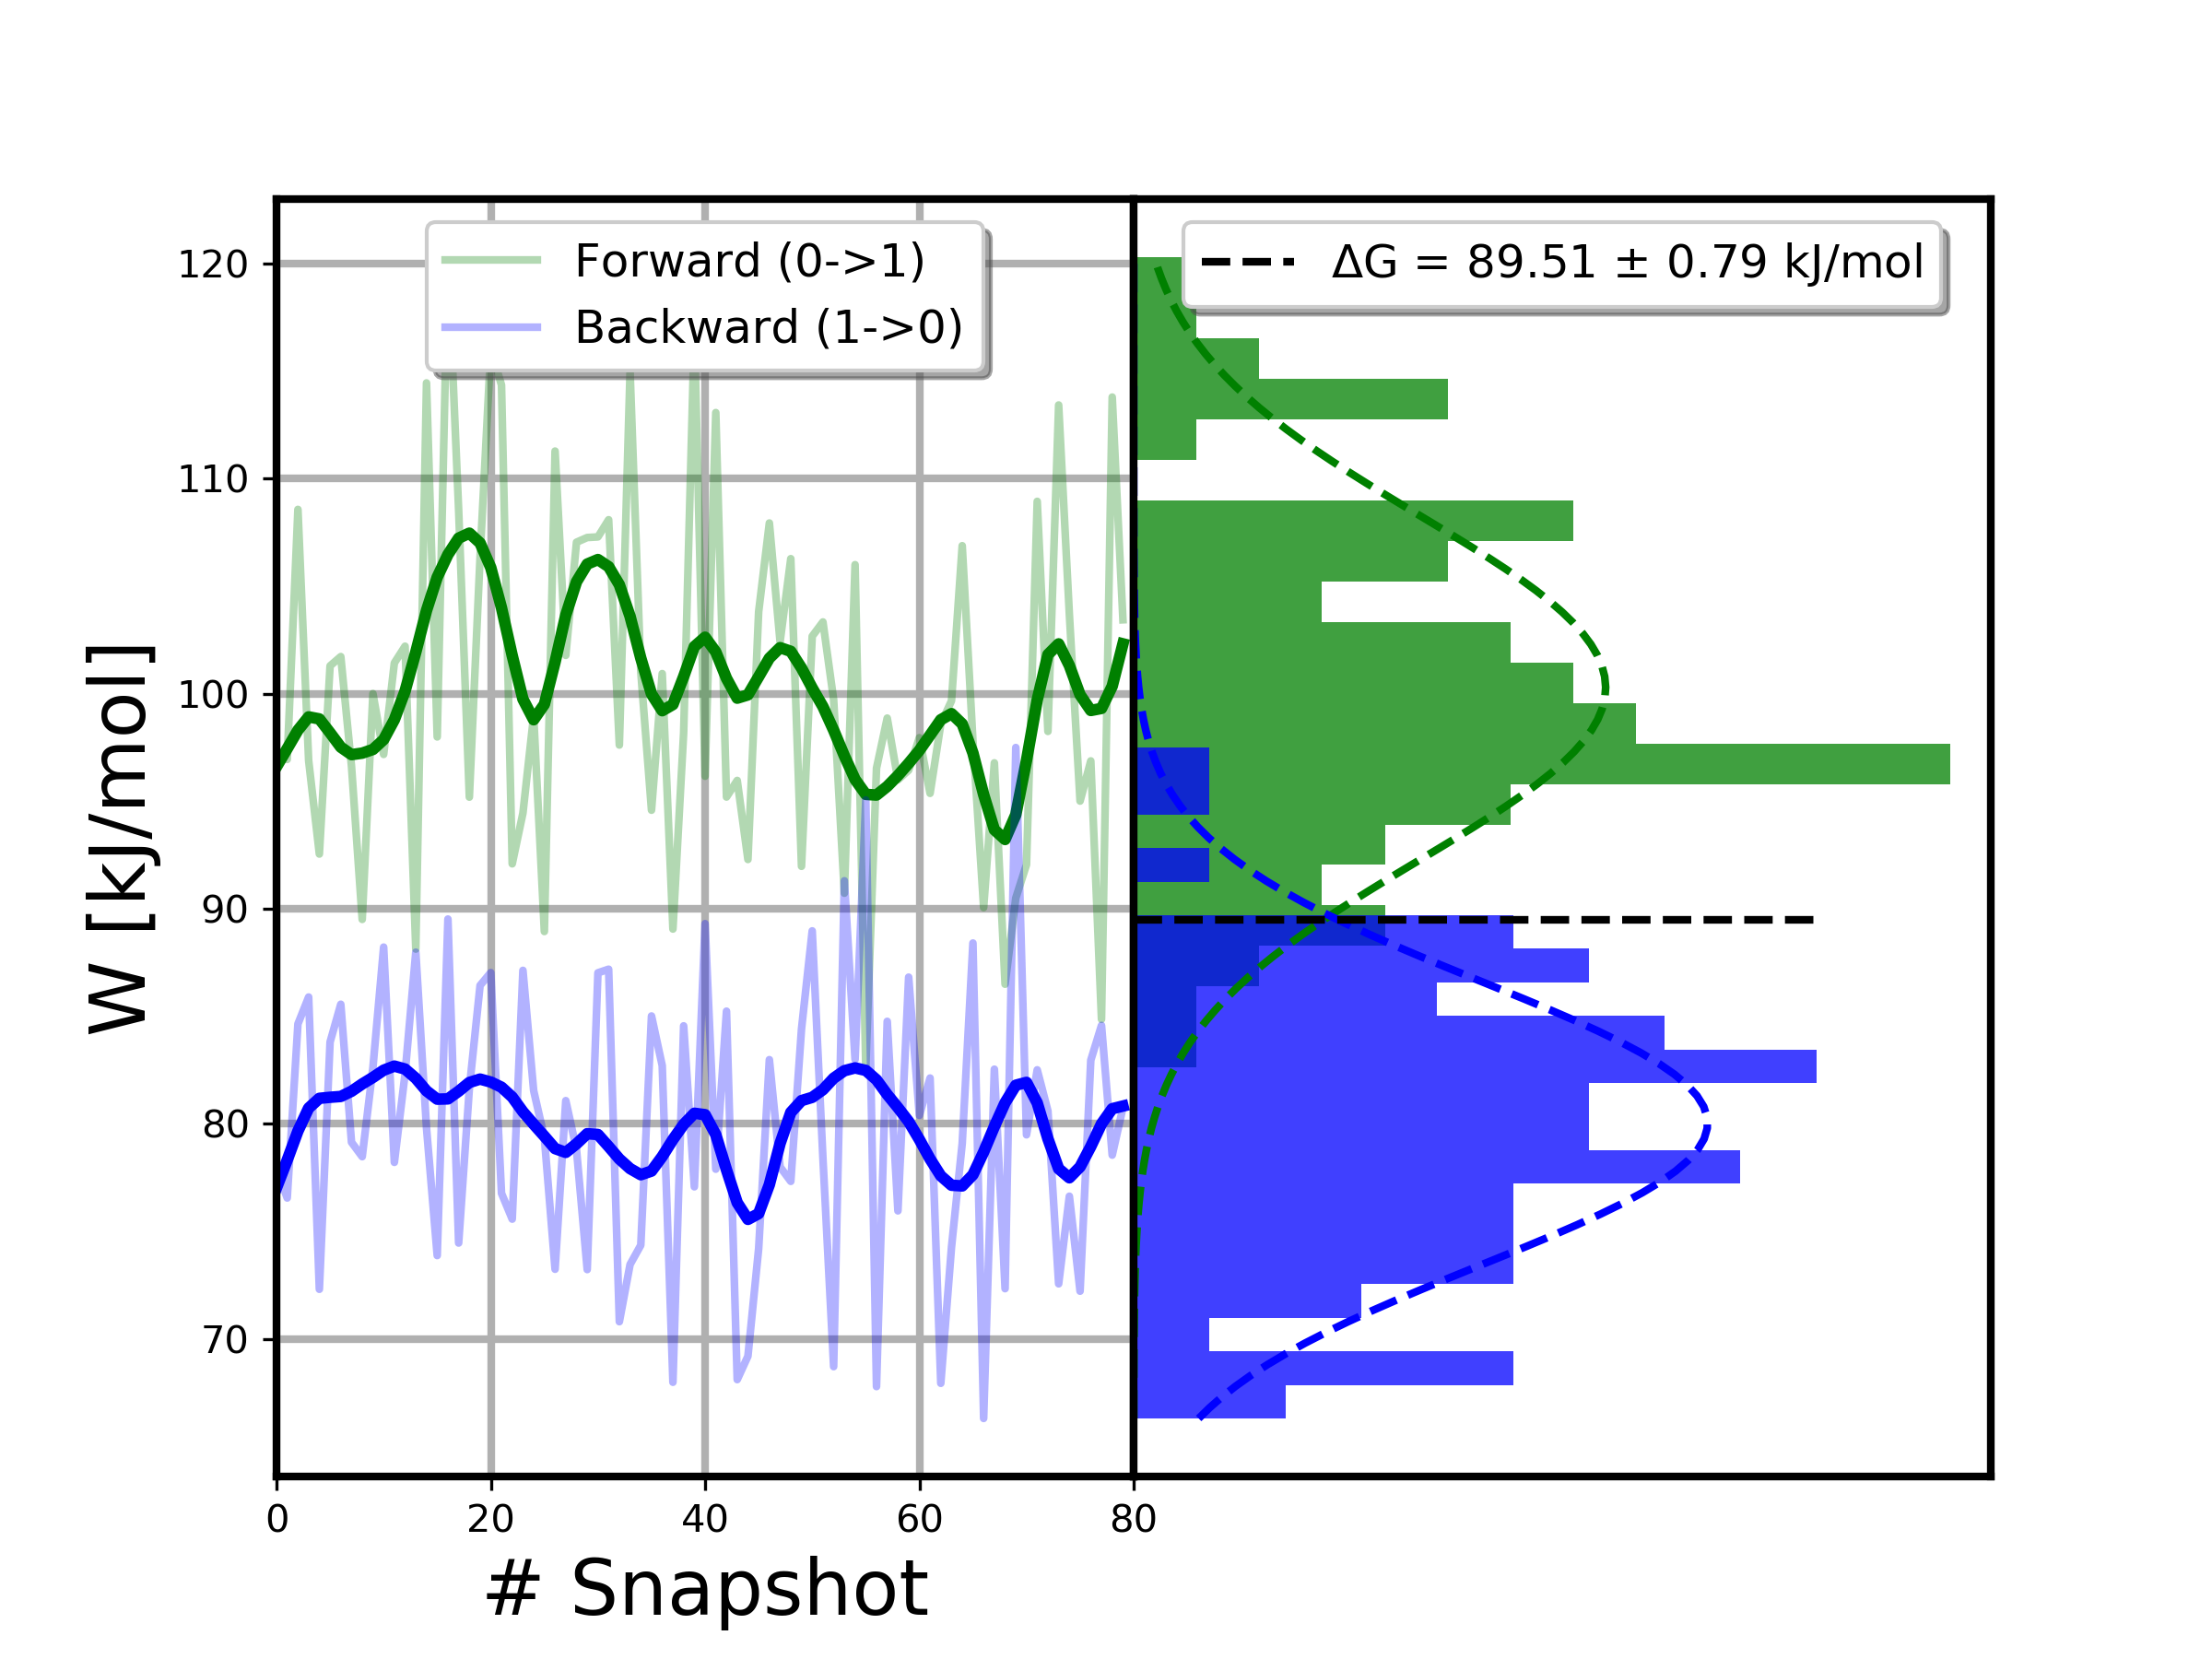 Forward (0->1)
Backward (1->0)
ΔG = 89.51 ± 0.79 kJ/mol
W [kJ/mol]
120
110
100
90
80
70
0
20
40
60
80
# Snapshot